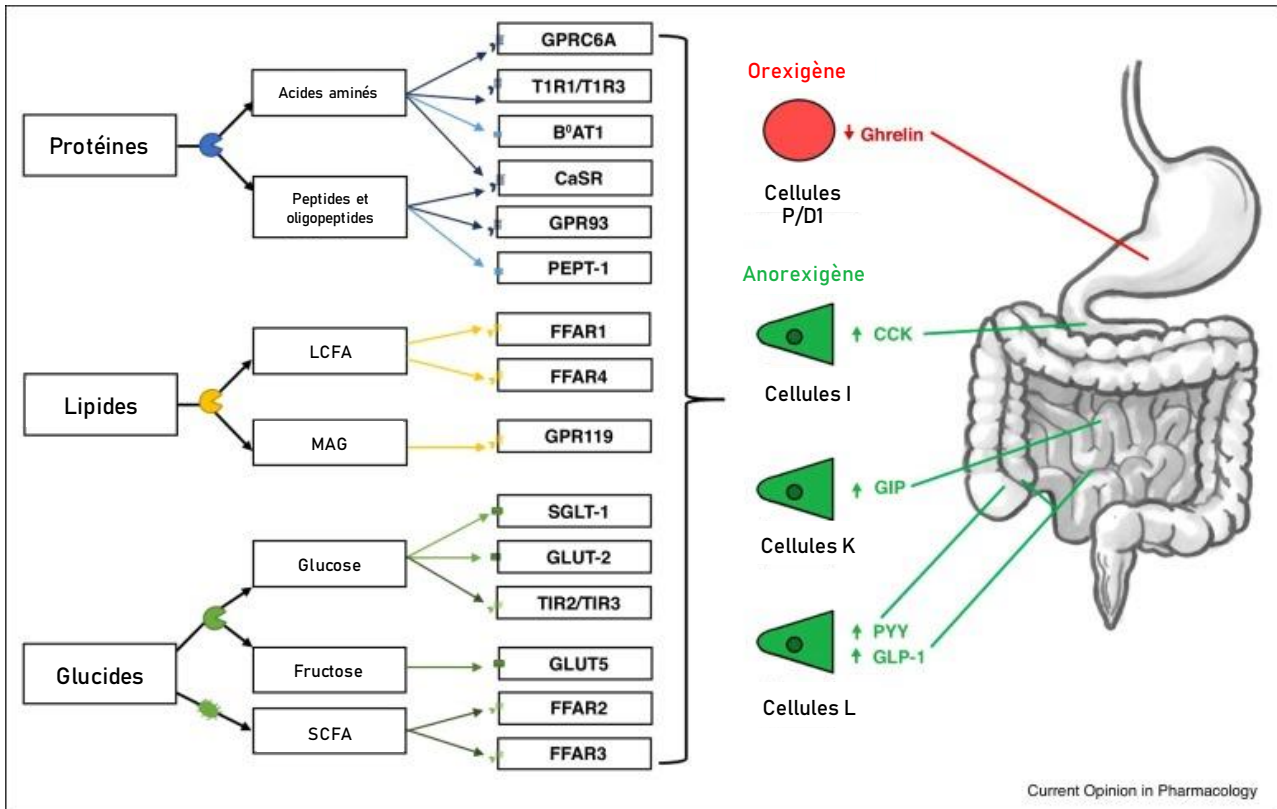 Protéines
Acides aminés
Peptides et
oligopeptides
GPRC6A
T1R1/T1R3
B⁰AT1
CaSR
GPR93
PEPT-1
Lipides
LCFA
MAG
FFAR1
FFAR4
GPR119
Glucides
Glucose
Fructose
SCFA
SGLT-1
GLUT-2
TIR2/TIR3
GLUT5
FFAR2
FFAR3
Orexigène
Ghrelin
Cellules
P/D1
Anorexigène
CCK
Cellules I
GIP
Cellules K
PYY
GLP-1
Cellules L
Current Opinion in Pharmacology